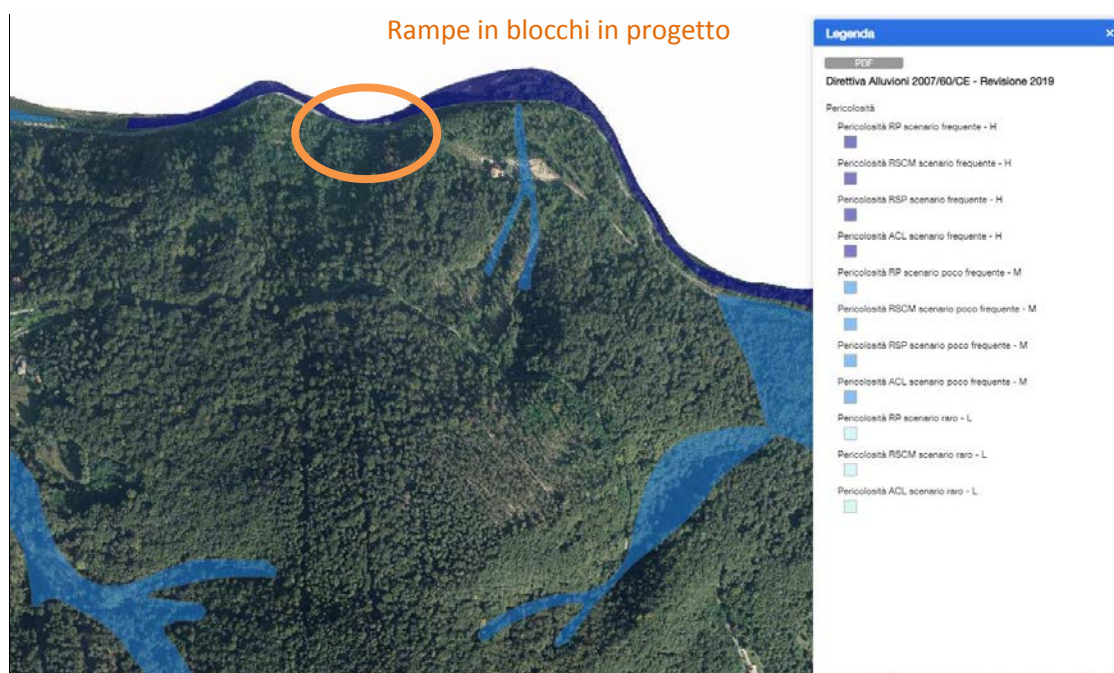 Rampe in blocchi in progetto
Legenda ×
PDF
Direttiva Alluvioni 2007/60/CE - Revisione 2019
Pericolosità
Pericolosità RP scenario frequente - H
Pericolosità RSCM scenario frequente - H
Pericolosità RSP scenario frequente - H
Pericolosità ACL scenario frequente - H
Pericolosità RP scenario poco frequente - M
Pericolosità RSCM scenario poco frequente - M
Pericolosità RSP scenario poco frequente - M
Pericolosità ACL scenario poco frequente - M
Pericolosità RP scenario raro - L
Pericolosità RSCM scenario raro - L
Pericolosità ACL scenario raro - L